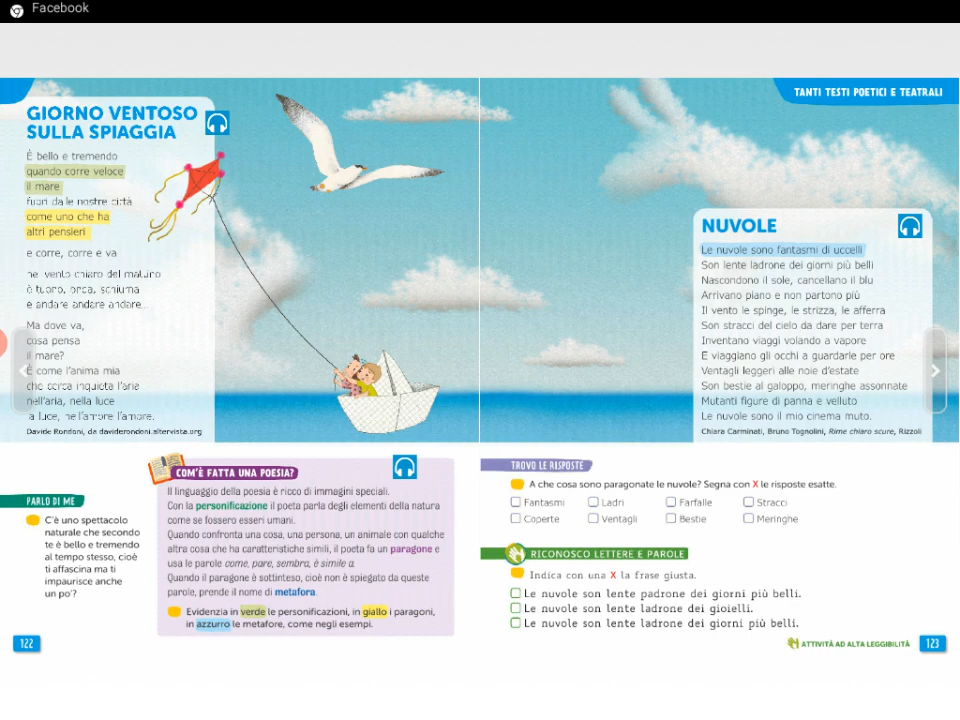 Facebook
GIORNO VENTOSO
SULLA SPIAGGIA
È bello e tremendo
quando corre veloce
il mare
fuori dalle nostre città
come uno che ha
altri pensieri
e corre, corre e va
nel vento chiaro del mattino
è tuono, onda, schiuma
e andare andare andare...
Ma dove va,
cosa pensa
il mare?
È come l'anima mia
che cerca inquieta l'aria
nell'aria, nella luce
la luce, nell'amore l'amore.
Davide Rondoni, da daviderondoni.altervista.org
PARLO DI ME
C'è uno spettacolo
naturale che secondo
te è bello e tremendo
al tempo stesso, cioè
ti affascina ma ti
impaurisce anche
un po'?
COM'È FATTA UNA POESIA?
Il linguaggio della poesia è ricco di immagini speciali.
Con la personificazione il poeta parla degli elementi della natura
come se fossero esseri umani.
Quando confronta una cosa, una persona, un animale con qualche
altra cosa che ha caratteristiche simili, il poeta fa un paragone e
usa le parole come, pare, sembra, è simile a.
Quando il paragone è sottinteso, cioè non è spiegato da queste
parole, prende il nome di metafora.
Evidenzia in verde le personificazioni, in giallo i paragoni,
in azzurro le metafore, come negli esempi.
122
TANTI TESTI POETICI E TEATRALI
NUVOLE
Le nuvole sono fantasmi di uccelli
Son lente ladrone dei giorni più belli
Nascondono il sole, cancellano il blu
Arrivano piano e non partono più
Il vento le spinge, le strizza, le afferra
Son stracci del cielo da dare per terra
Inventano viaggi volando a vapore
E viaggiano gli occhi a guardarle per ore
Ventagli leggeri alle noie d'estate
Son bestie al galoppo, meringhe assonnate
Mutanti figure di panna e velluto
Le nuvole sono il mio cinema muto.
Chiara Carminati, Bruno Tognolini, Rime chiaro scure, Rizzoli
TROVO LE RISPOSTE
A che cosa sono paragonate le nuvole? Segna con X le risposte esatte.
Fantasmi Ladri Farfalle Stracci
Coperte Ventagli Bestie Meringhe
RICONOSCO LETTERE E PAROLE
Indica con una X la frase giusta.
Le nuvole son lente padrone dei giorni più belli.
Le nuvole son lente ladrone dei gioielli.
Le nuvole son lente ladrone dei giorni più belli.
ATTIVITÀ AD ALTA LEGGIBILITÀ
123